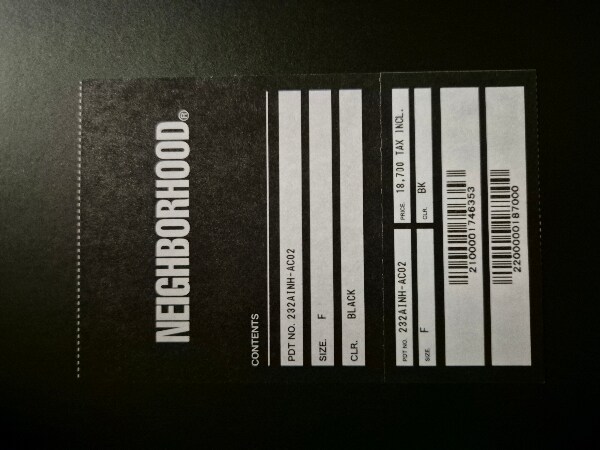 NEIGHBORHOOD®
CONTENTS
PDT NO. 232AINH-AC02
SIZE. F
CLR. BLACK
PDT NO. 232AINH-AC02 PRICE. 18,700 TAX INCL.
SIZE. F CLR. BK
2100001746353
2200000187000